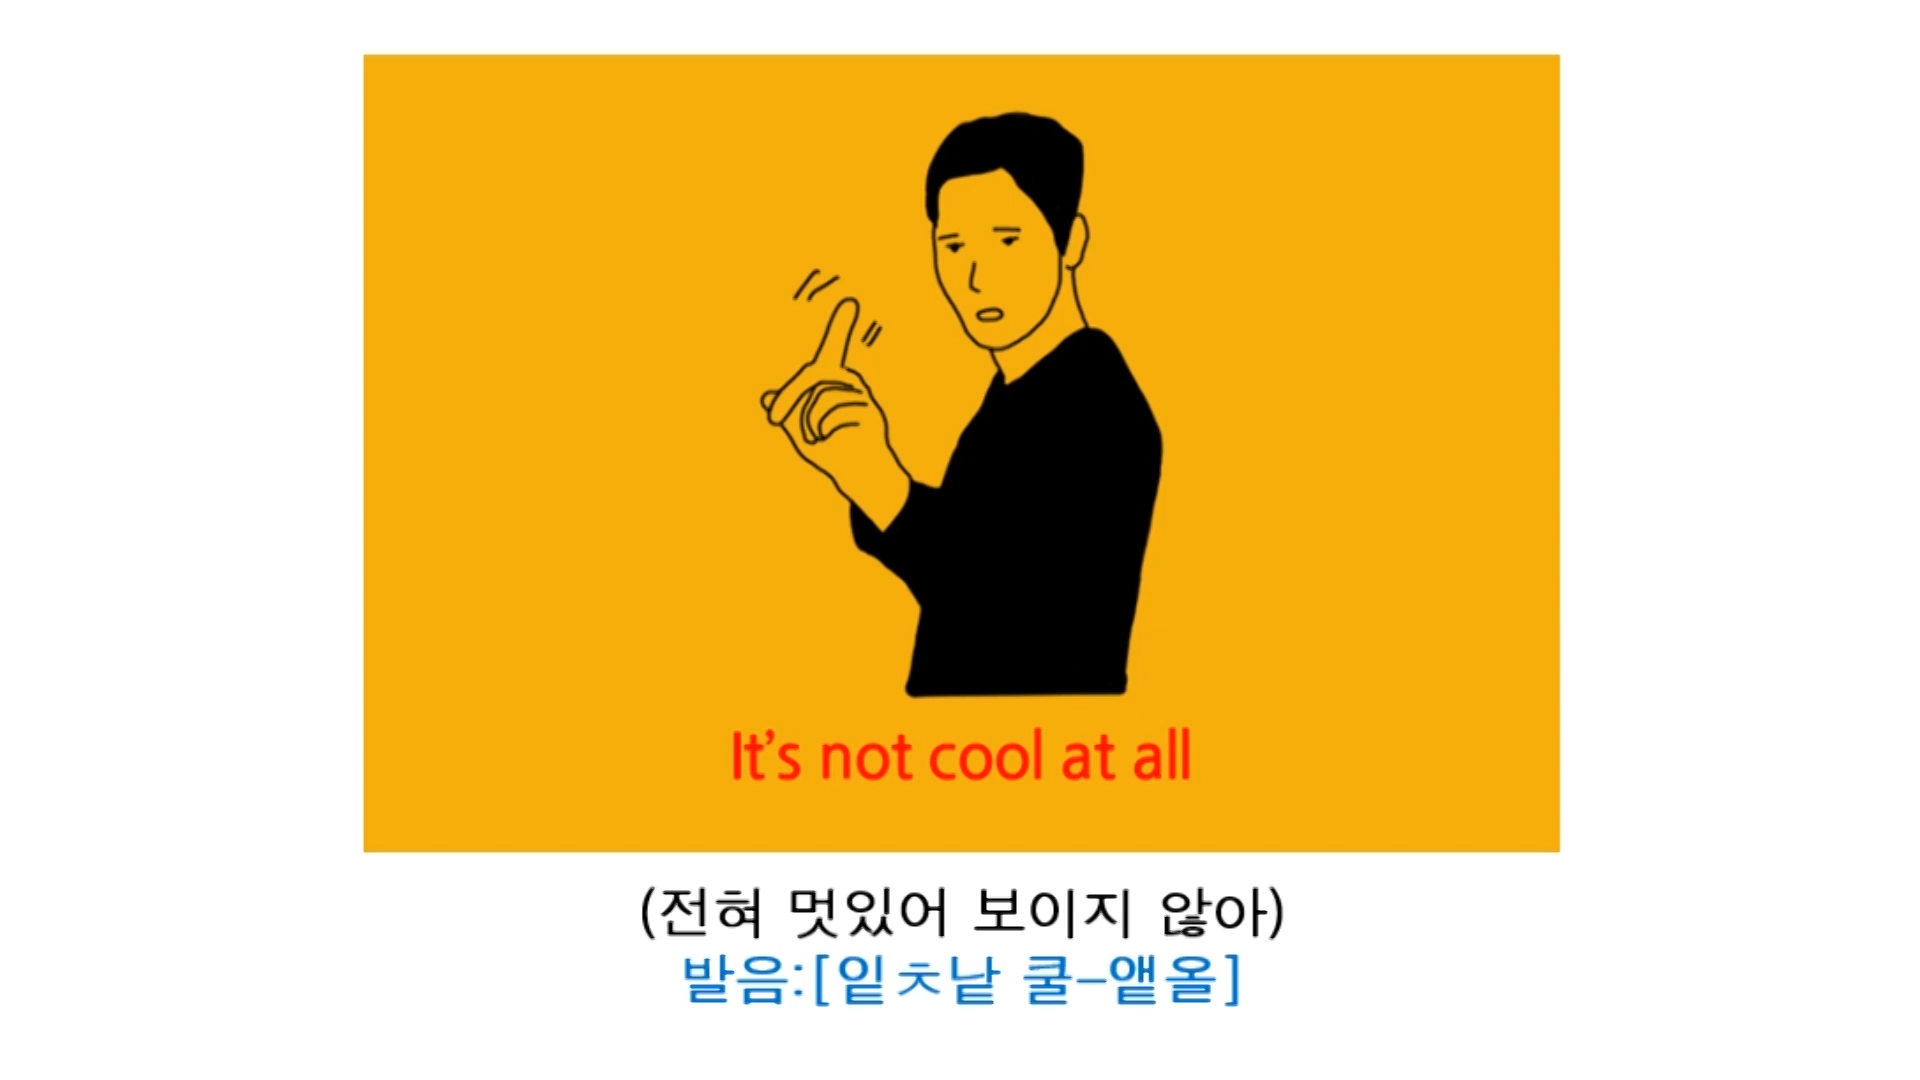 It's not cool at all
(전혀 멋있어 보이지 않아)
발음:[잍ㅊ낱 쿨-앹올]